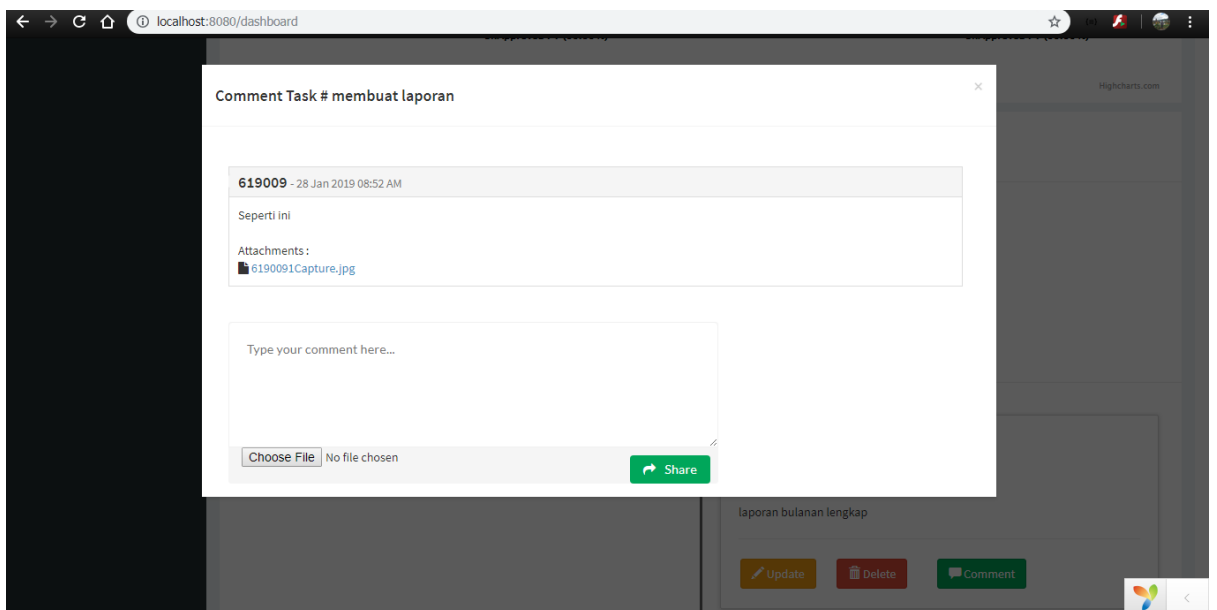 localhost:8080/dashboard
Highcharts.com
Comment Task # membuat laporan
×
619009 - 28 Jan 2019 08:52 AM
Seperti ini
Attachments :
6190091Capture.jpg
Type your comment here...
Choose File No file chosen
Share
laporan bulanan lengkap
Update Delete Comment